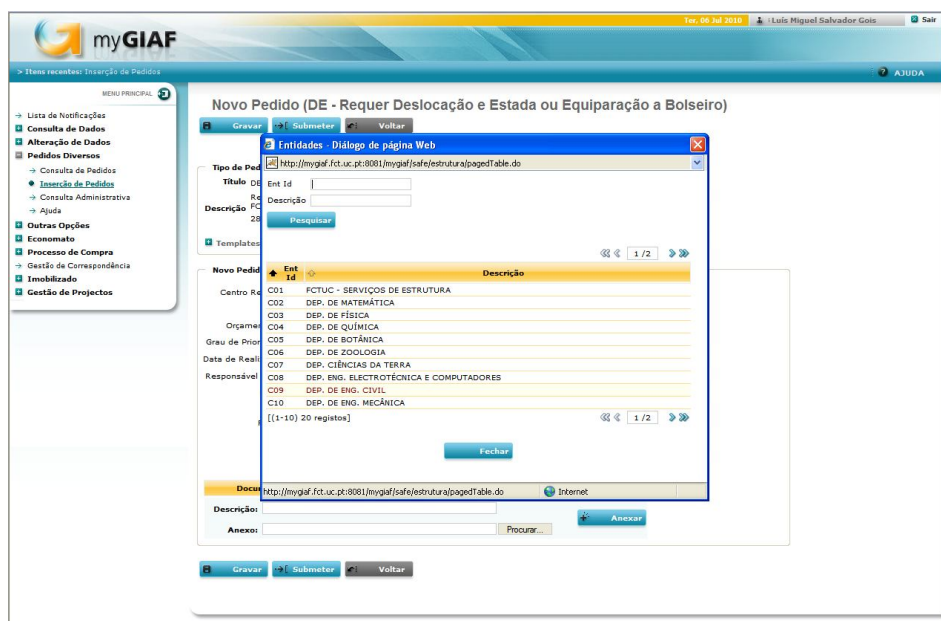 Ter, 06 Jul 2010
Luís Miguel Salvador Gois
Sair
myGIAF
> Itens recentes: Inserção de Pedidos
AJUDA
MENU PRINCIPAL
Lista de Notificações
Consulta de Dados
Alteração de Dados
Pedidos Diversos
Consulta de Pedidos
Inserção de Pedidos
Consulta Administrativa
Ajuda
Outras Opções
Economato
Processo de Compra
Gestão de Correspondência
Imobilizado
Gestão de Projectos
Novo Pedido (DE - Requer Deslocação e Estada ou Equiparação a Bolseiro)
Gravar Submeter Voltar
Tipo de Ped
Título DE
Re
Descrição FC
28
Templates
Novo Pedid
Centro Re
Orçame
Grau de Prior
Data de Reali
Responsável
Entidades - Diálogo de página Web
http://mygiaf.fct.uc.pt:8081/mygiaf/safe/estrutura/pagedTable.do
Ent Id
Descrição
Pesquisar
1 /2
Ent Id Descrição
C01 FCTUC - SERVIÇOS DE ESTRUTURA
C02 DEP. DE MATEMÁTICA
C03 DEP. DE FÍSICA
C04 DEP. DE QUÍMICA
C05 DEP. DE BOTÂNICA
C06 DEP. DE ZOOLOGIA
C07 DEP. CIÊNCIAS DA TERRA
C08 DEP. ENG. ELECTROTÉCNICA E COMPUTADORES
C09 DEP. DE ENG. CIVIL
C10 DEP. DE ENG. MECÂNICA
[(1-10) 20 registos] 1 /2
Fechar
http://mygiaf.fct.uc.pt:8081/mygiaf/safe/estrutura/pagedTable.do Internet
Docu
Descrição:
Anexar
Anexo: Procurar...
Gravar Submeter Voltar